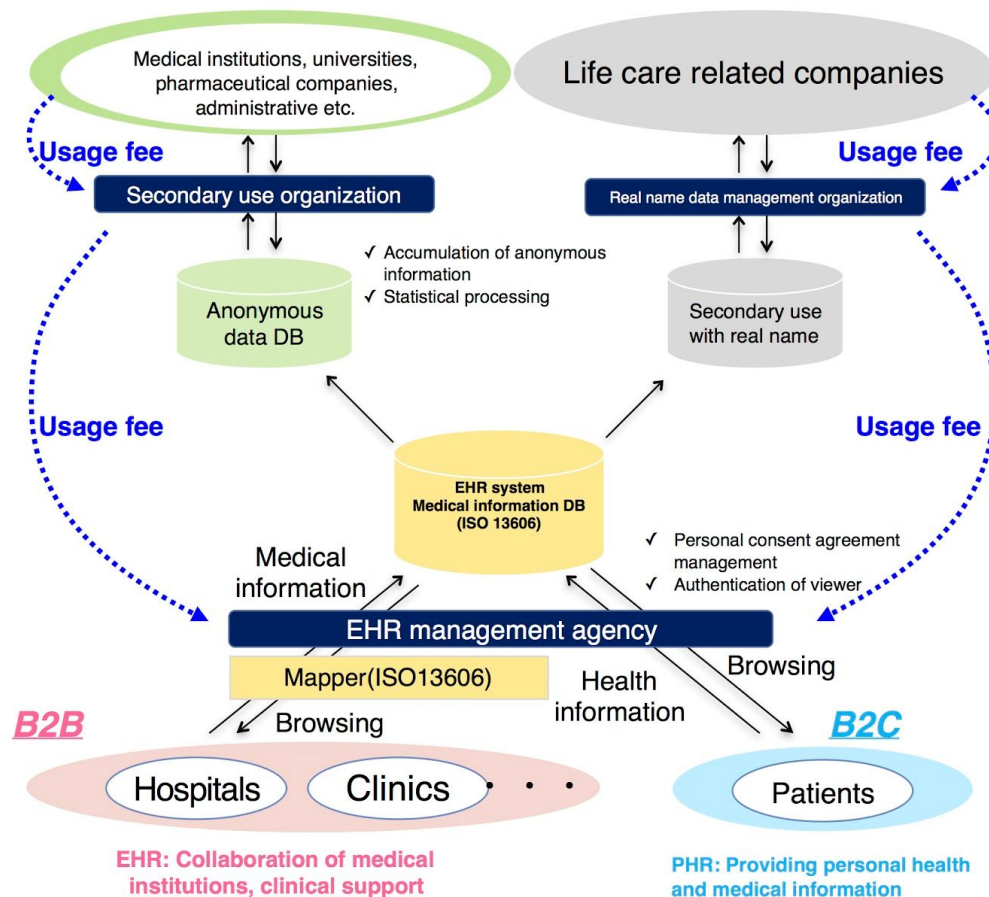 Medical institutions, universities,
pharmaceutical companies,
administrative etc.
Life care related companies
Usage fee
Usage fee
Secondary use organization
Real name data management organization
✓ Accumulation of anonymous
information
✓ Statistical processing
Anonymous
data DB
Secondary use
with real name
Usage fee
Usage fee
EHR system
Medical information DB
(ISO 13606)
✓ Personal consent agreement
management
✓ Authentication of viewer
Medical
information
EHR management agency
Mapper(ISO13606)
Health
information
Browsing
Browsing
B2B
B2C
Hospitals
Clinics
• • •
Patients
EHR: Collaboration of medical
institutions, clinical support
PHR: Providing personal health
and medical information